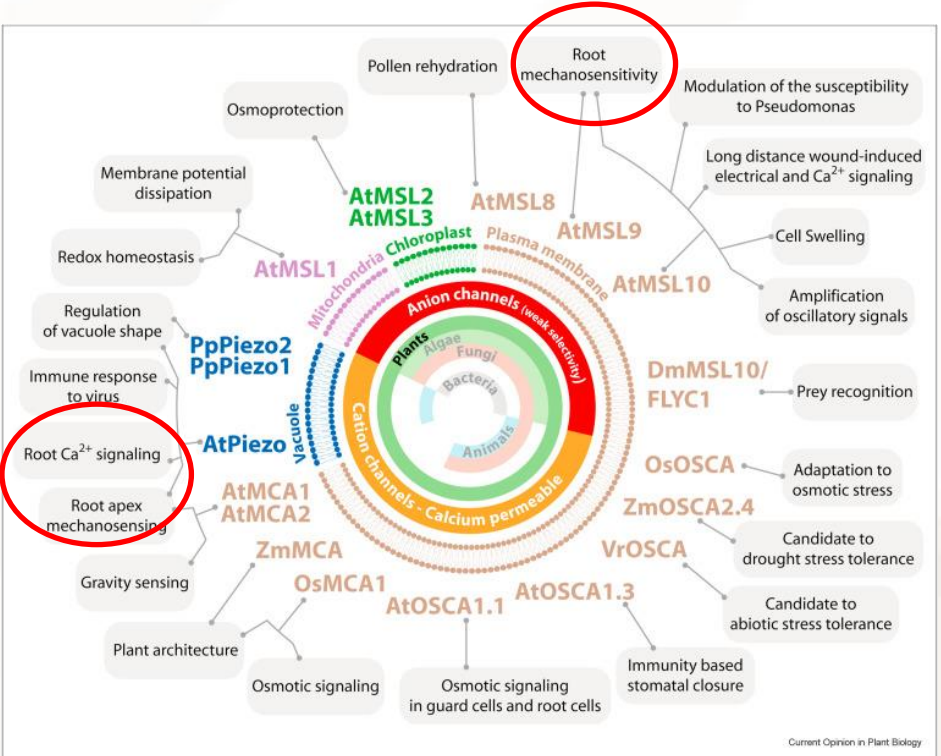 Pollen rehydration
Root
mechanosensitivity
Modulation of the susceptibility
to Pseudomonas
Osmoprotection
Long distance wound-induced
electrical and Ca²⁺ signaling
Membrane potential
dissipation
AtMSL2
AtMSL3
AtMSL8
AtMSL9
Redox homeostasis
AtMSL1
Mitochondria
Chloroplast
Plasma membrane
Cell Swelling
AtMSL10
Amplification
of oscillatory signals
Regulation
of vacuole shape
PpPiezo2
PpPiezo1
Anion channels (weak selectivity)
Plants
Algae
Fungi
Bacteria
Animals
Immune response
to virus
DmMSL10/
FLYC1
Prey recognition
Root Ca²⁺ signaling
AtPiezo
Vacuole
Cation channels - Calcium permeable
OsOSCA
Adaptation to
osmotic stress
Root apex
mechanosensing
AtMCA1
AtMCA2
ZmOSCA2.4
Candidate to
drought stress tolerance
Gravity sensing
ZmMCA
VrOSCA
OsMCA1
AtOSCA1.1
AtOSCA1.3
Candidate to
abiotic stress tolerance
Plant architecture
Osmotic signaling
Osmotic signaling
in guard cells and root cells
Immunity based
stomatal closure
Current Opinion in Plant Biology